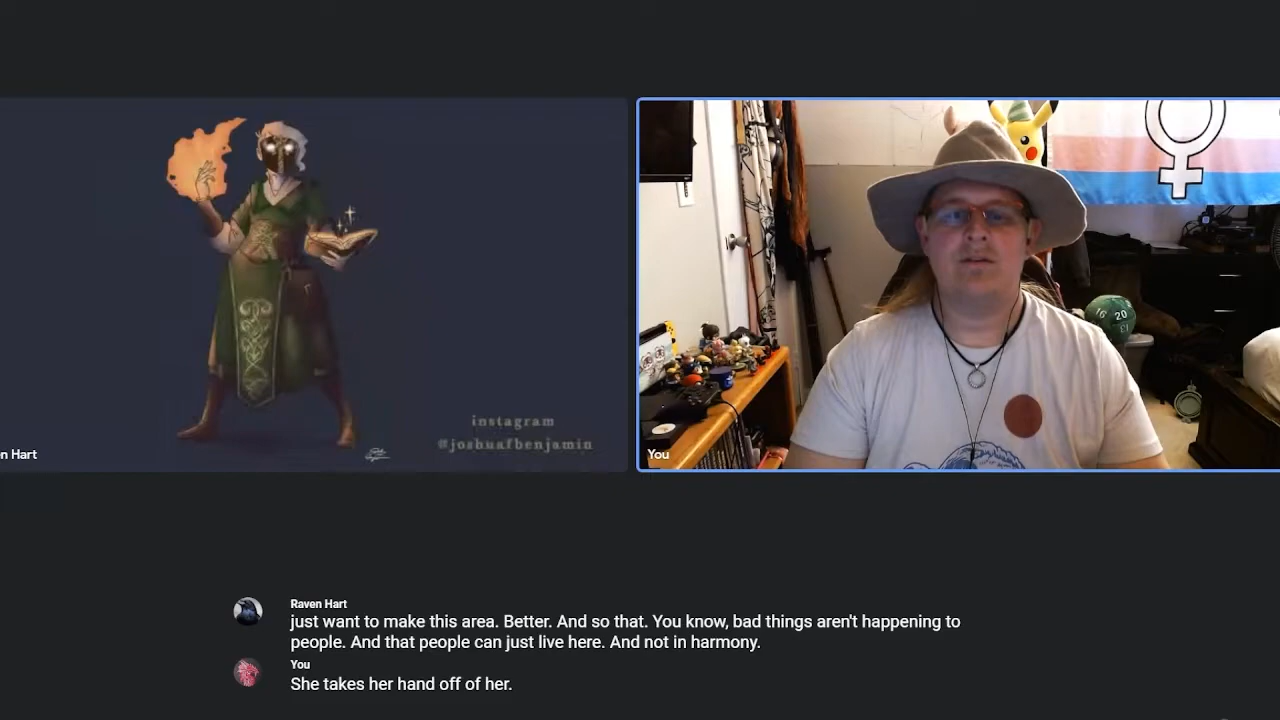 instagram
#joshuafbenjamin
n Hart
You
16 20
Raven Hart
just want to make this area. Better. And so that. You know, bad things aren't happening to
people. And that people can just live here. And not in harmony.
You
She takes her hand off of her.